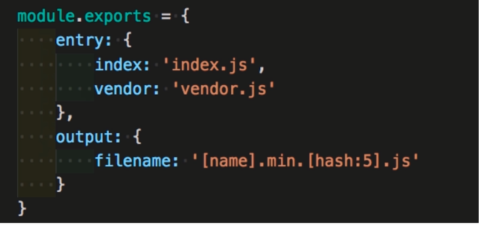 module.exports = {
    entry: {
        index: 'index.js',
        vendor: 'vendor.js'
    },
    output: {
        filename: '[name].min.[hash:5].js'
    }
}